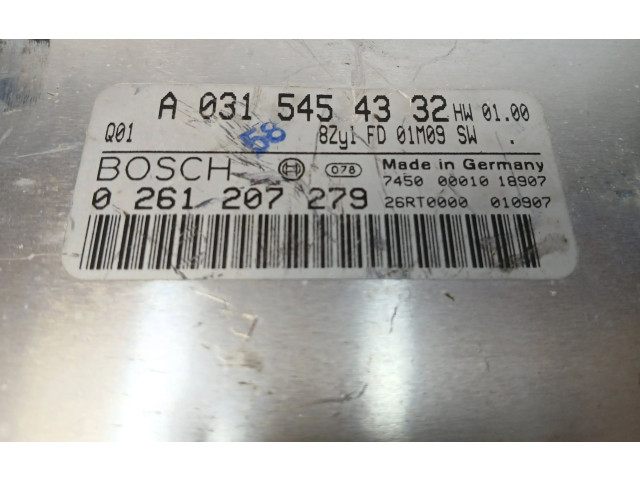 A 031 545 43 32 HW 01.00
Q01 8Zyl FD 01M09 SW .
BOSCH 078 Made in Germany
7450 00010 18907
0 261 207 279 26RT0000 010907